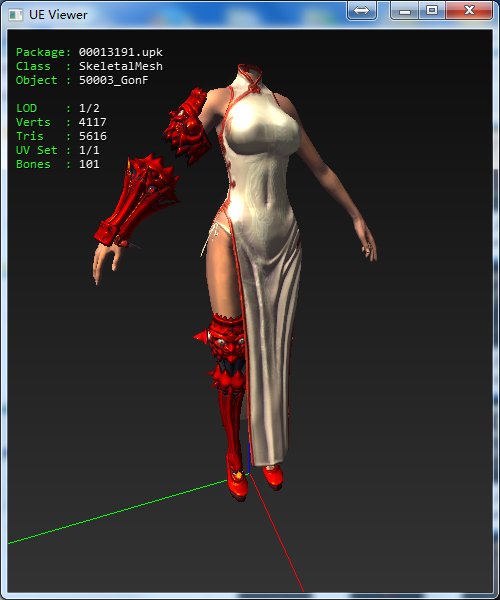 UE Viewer
Package: 00013191.upk
Class : SkeletalMesh
Object : 50003_GonF
LOD : 1/2
Verts : 4117
Tris : 5616
UV Set : 1/1
Bones : 101